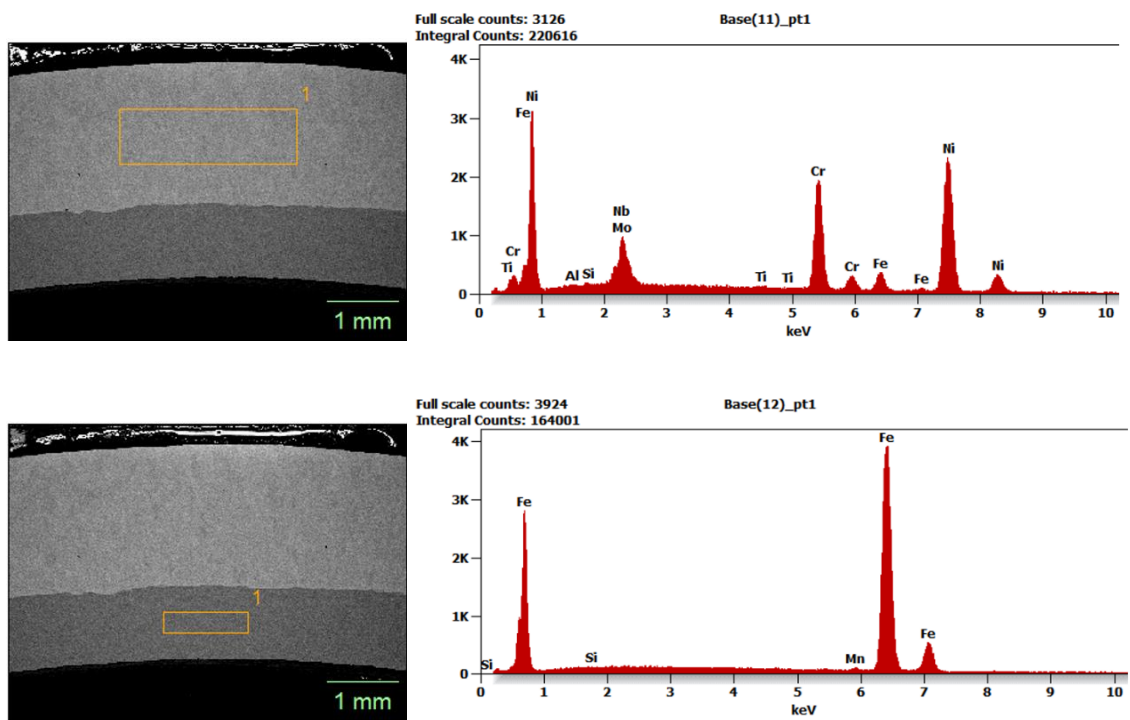 Full scale counts: 3126
Integral Counts: 220616
Base(11)_pt1
1
1 mm
4K
3K
2K
1K
0
Ni
Fe
Cr
Ti
Al
Si
Nb
Mo
Ti
Ti
Cr
Cr
Fe
Fe
Ni
Ni
0 1 2 3 4 5 6 7 8 9 10
keV
Full scale counts: 3924
Integral Counts: 164001
Base(12)_pt1
1
1 mm
4K
3K
2K
1K
0
Si
Fe
Si
Mn
Fe
Fe
0 1 2 3 4 5 6 7 8 9 10
keV